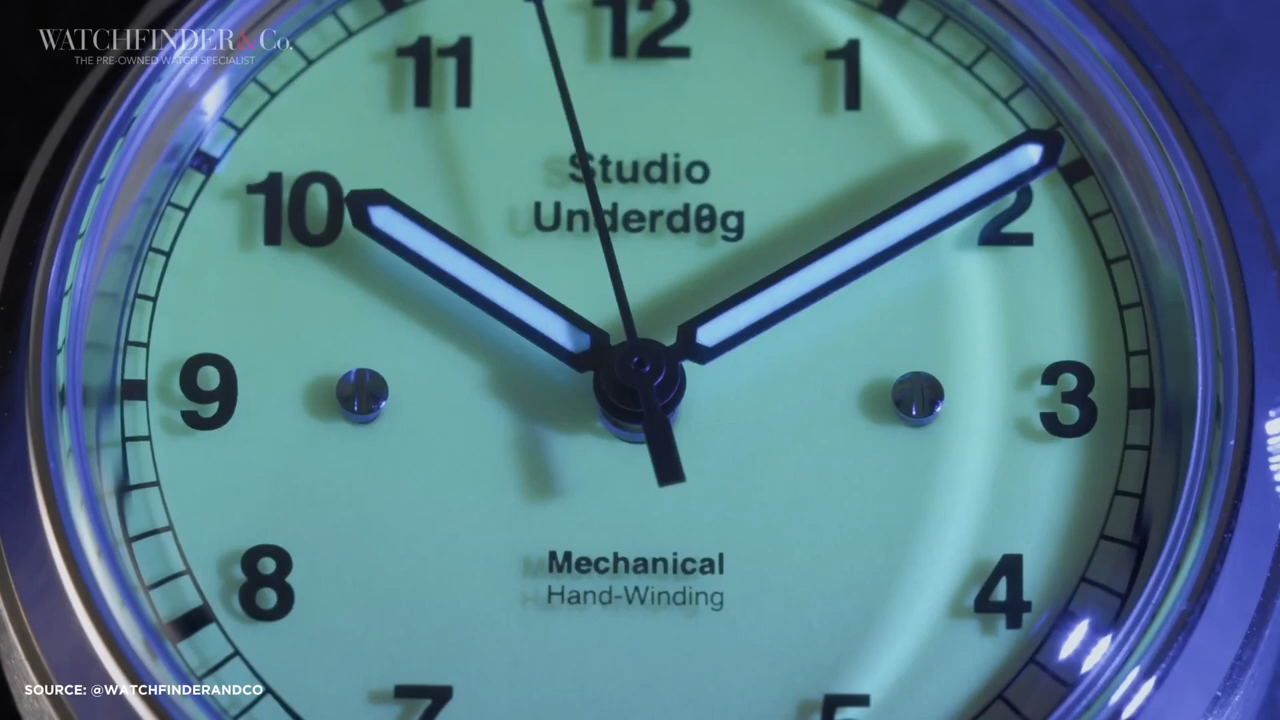 WATCHFINDER&Co.
THE PRE-OWNED WATCH SPECIALIST
12
11
1
Studio
10
Underdθg
2
9
3
Mechanical
8
4
Hand-Winding
7
5
SOURCE: @WATCHFINDERANDCO